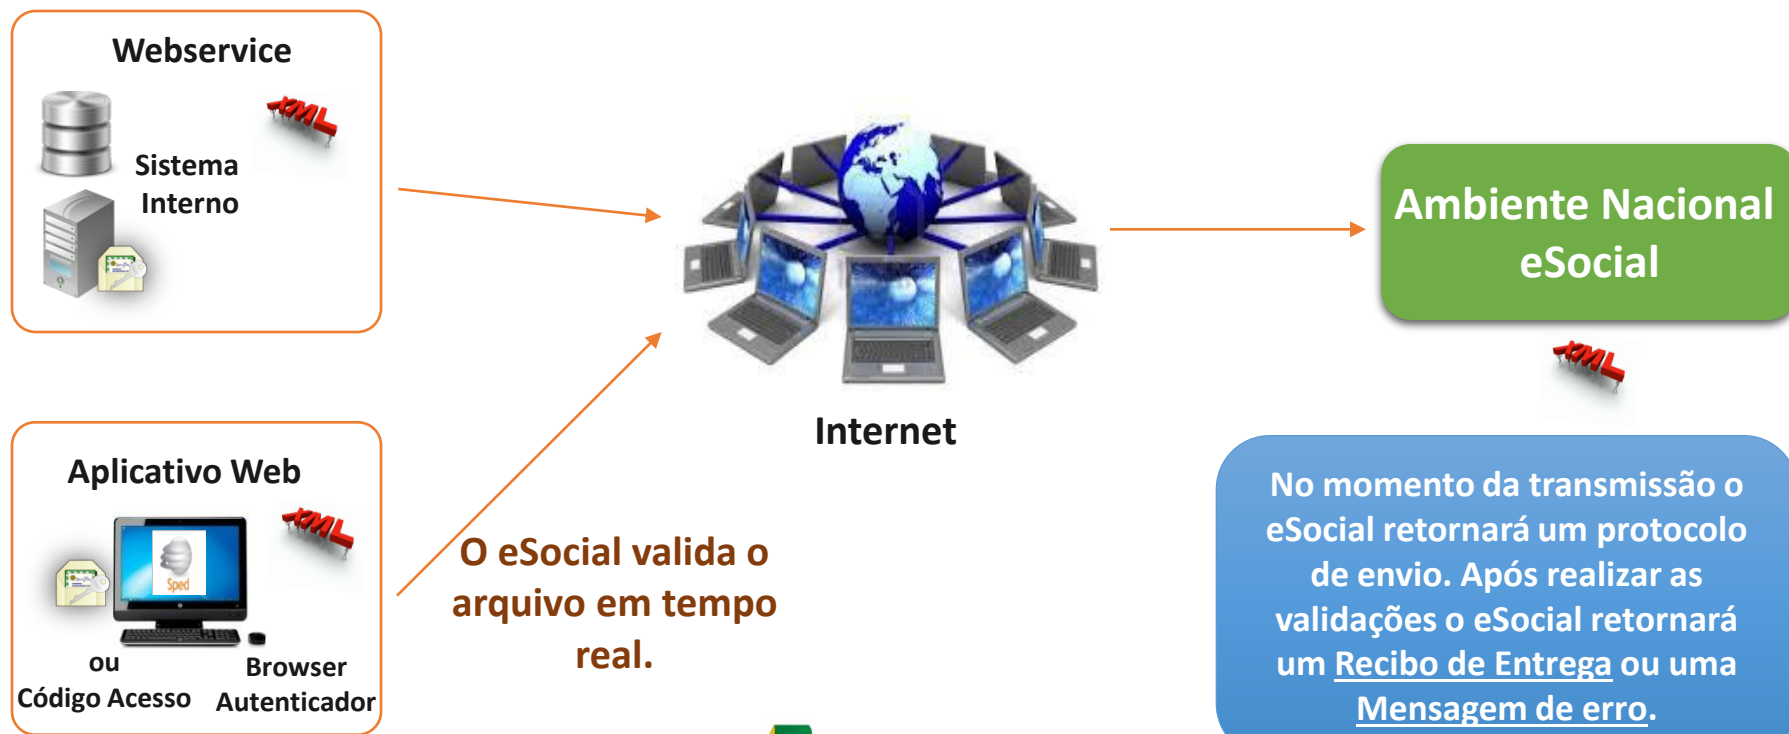 Webservice
XML
Sistema
Interno
Internet
Ambiente Nacional
eSocial
XML
Aplicativo Web
XML
Sped
ou
Código Acesso
Browser
Autenticador
O eSocial valida o
arquivo em tempo
real.
No momento da transmissão o
eSocial retornará um protocolo
de envio. Após realizar as
validações o eSocial retornará
um Recibo de Entrega ou uma
Mensagem de erro.